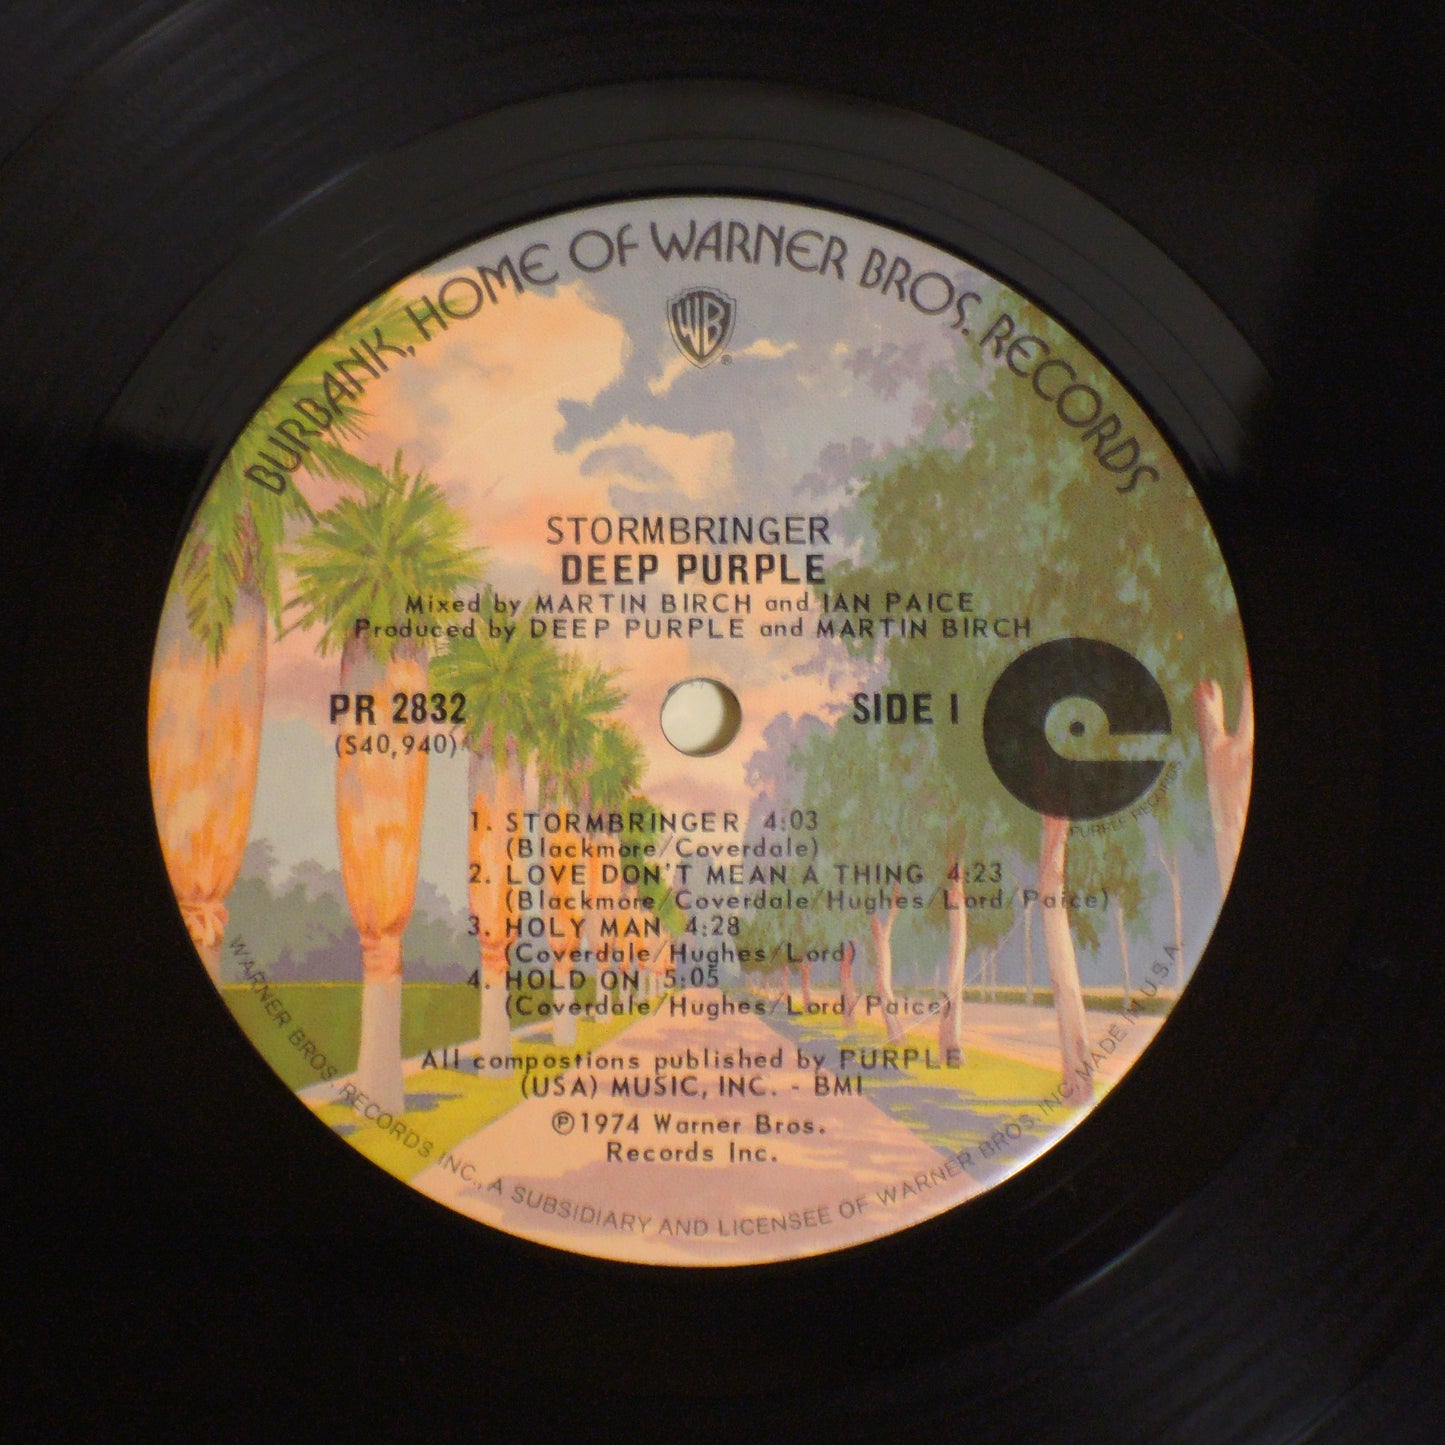 BURBANK, HOME OF WARNER BROS. RECORDS
WB
®
STORMBRINGER
DEEP PURPLE
Mixed by MARTIN BIRCH and IAN PAICE
Produced by DEEP PURPLE and MARTIN BIRCH
PR 2832
SIDE 1
(S40,940)
PURPLE RECORDS
1. STORMBRINGER 4:03
(Blackmore/Coverdale)
2. LOVE DON'T MEAN A THING 4:23
(Blackmore/Coverdale/Hughes/Lord/Paice)
3. HOLY MAN 4:28
(Coverdale/Hughes/Lord)
4. HOLD ON 5:05
(Coverdale/Hughes/Lord/Paice)
All compostions published by PURPLE
(USA) MUSIC, INC. - BMI
℗1974 Warner Bros.
Records Inc.
WARNER BROS. RECORDS INC., A SUBSIDIARY AND LICENSEE OF WARNER BROS. INC. MADE IN U.S.A.